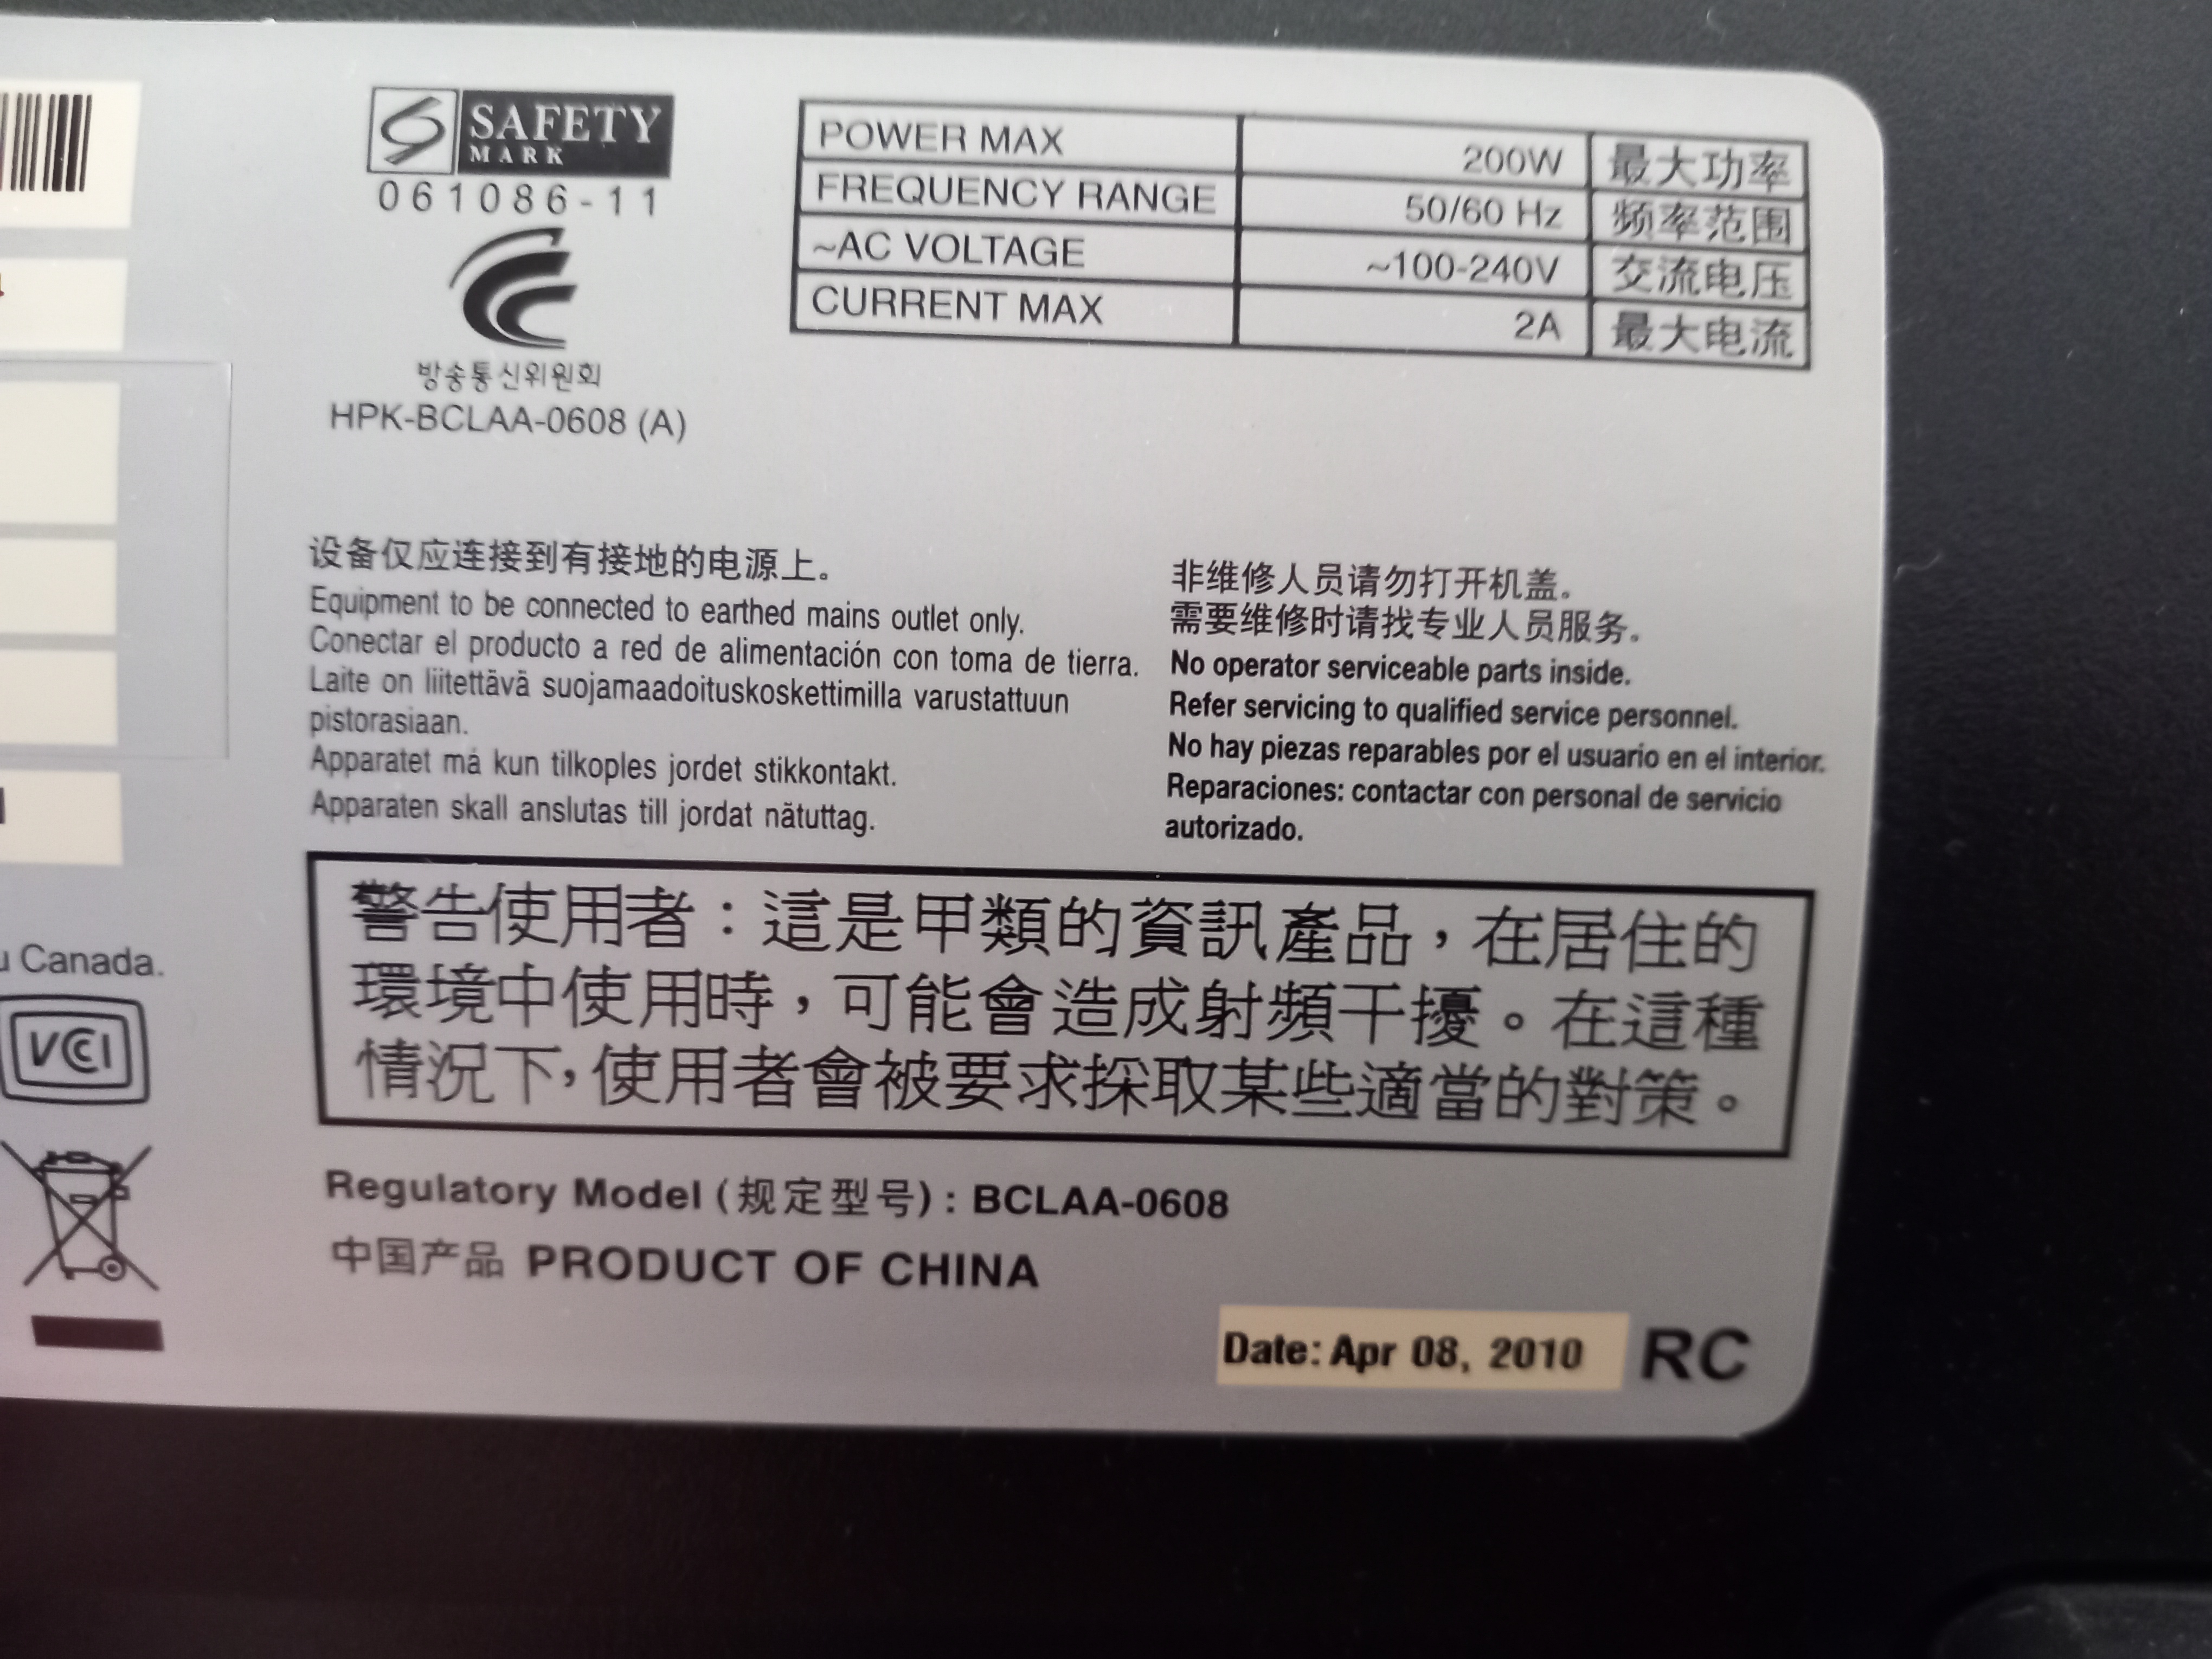 SAFETY
MARK
061086-11
방송통신위원회
HPK-BCLAA-0608 (A)
POWER MAX 200W 最大功率
FREQUENCY RANGE 50/60 Hz 频率范围
~AC VOLTAGE ~100-240V 交流电压
CURRENT MAX 2A 最大电流
设备仅应连接到有接地的电源上。
Equipment to be connected to earthed mains outlet only.
Conectar el producto a red de alimentación con toma de tierra.
Laite on liitettävä suojamaadoituskoskettimilla varustattuun
pistorasiaan.
Apparatet må kun tilkoples jordet stikkontakt.
Apparaten skall anslutas till jordat nätuttag.
非维修人员请勿打开机盖。
需要维修时请找专业人员服务。
No operator serviceable parts inside.
Refer servicing to qualified service personnel.
No hay piezas reparables por el usuario en el interior.
Reparaciones: contactar con personal de servicio
autorizado.
警告使用者：這是甲類的資訊產品，在居住的
環境中使用時，可能會造成射頻干擾。在這種
情況下，使用者會被要求採取某些適當的對策。
Canada.
VCCI
Regulatory Model (规定型号) : BCLAA-0608
中国产品 PRODUCT OF CHINA
Date: Apr 08, 2010 RC